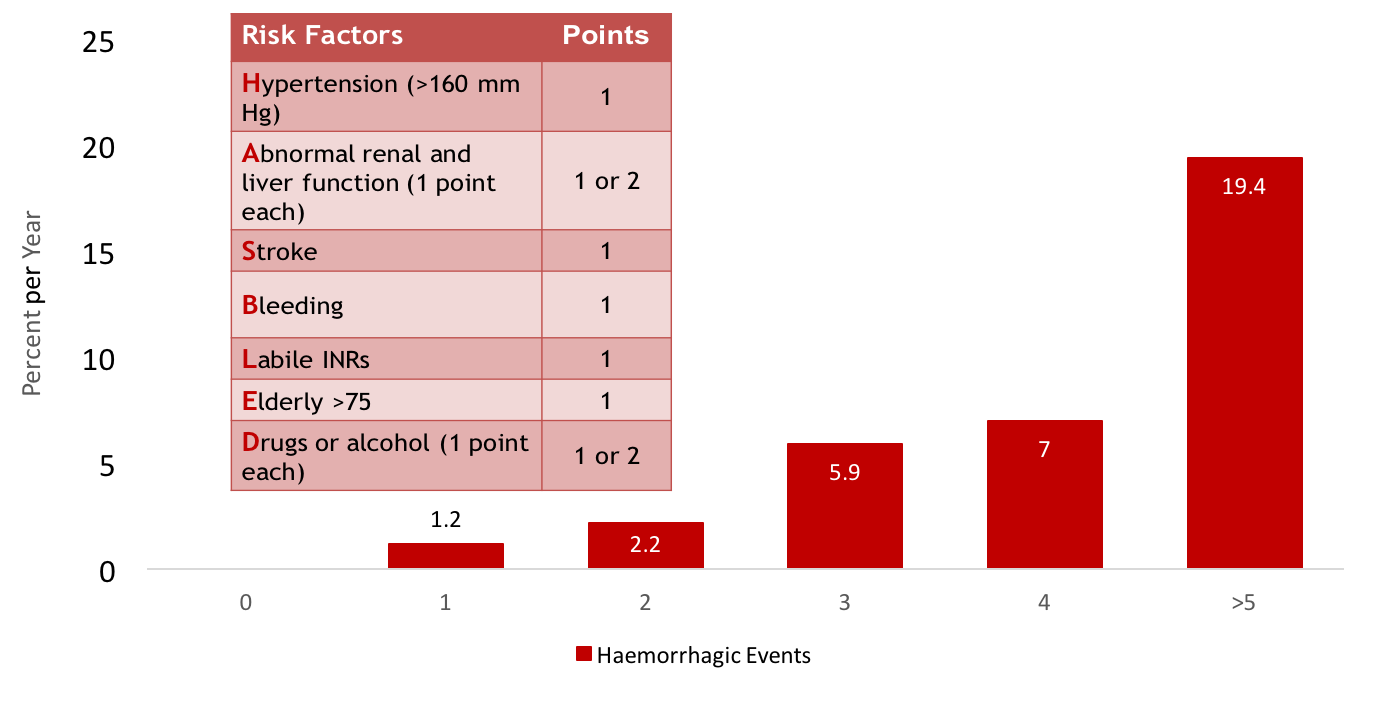 25
20
15
10
5
0
Percent per Year
Risk Factors Points
Hypertension (>160 mm
Hg)
1
Abnormal renal and
liver function (1 point
each)
1 or 2
Stroke 1
Bleeding 1
Labile INRs 1
Elderly >75 1
Drugs or alcohol (1 point
each)
1 or 2
1.2
2.2
5.9
7
19.4
0 1 2 3 4 >5
Haemorrhagic Events